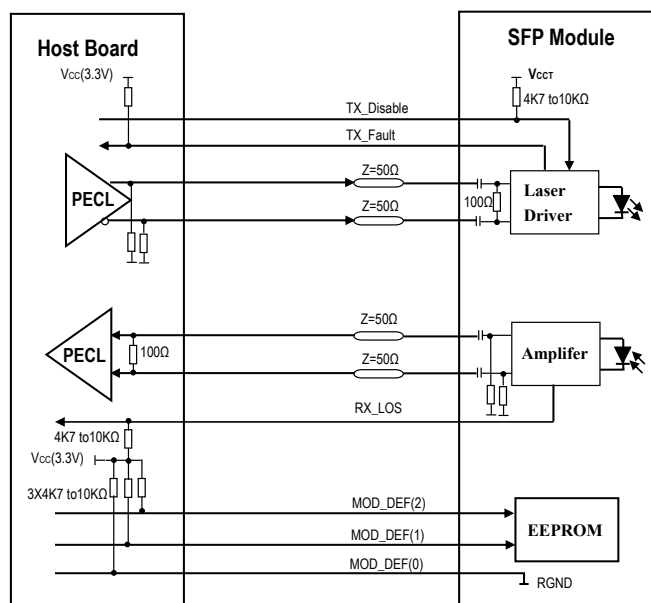 Host Board
SFP Module
Vcc(3.3V)
VCCT
4K7 to10KΩ
TX_Disable
TX_Fault
Z=50Ω
PECL
100Ω
Laser
Driver
Z=50Ω
Z=50Ω
PECL
100Ω
Amplifer
Z=50Ω
RX_LOS
4K7 to10KΩ
Vcc(3.3V)
3X4K7 to10KΩ
MOD_DEF(2)
EEPROM
MOD_DEF(1)
MOD_DEF(0)
RGND